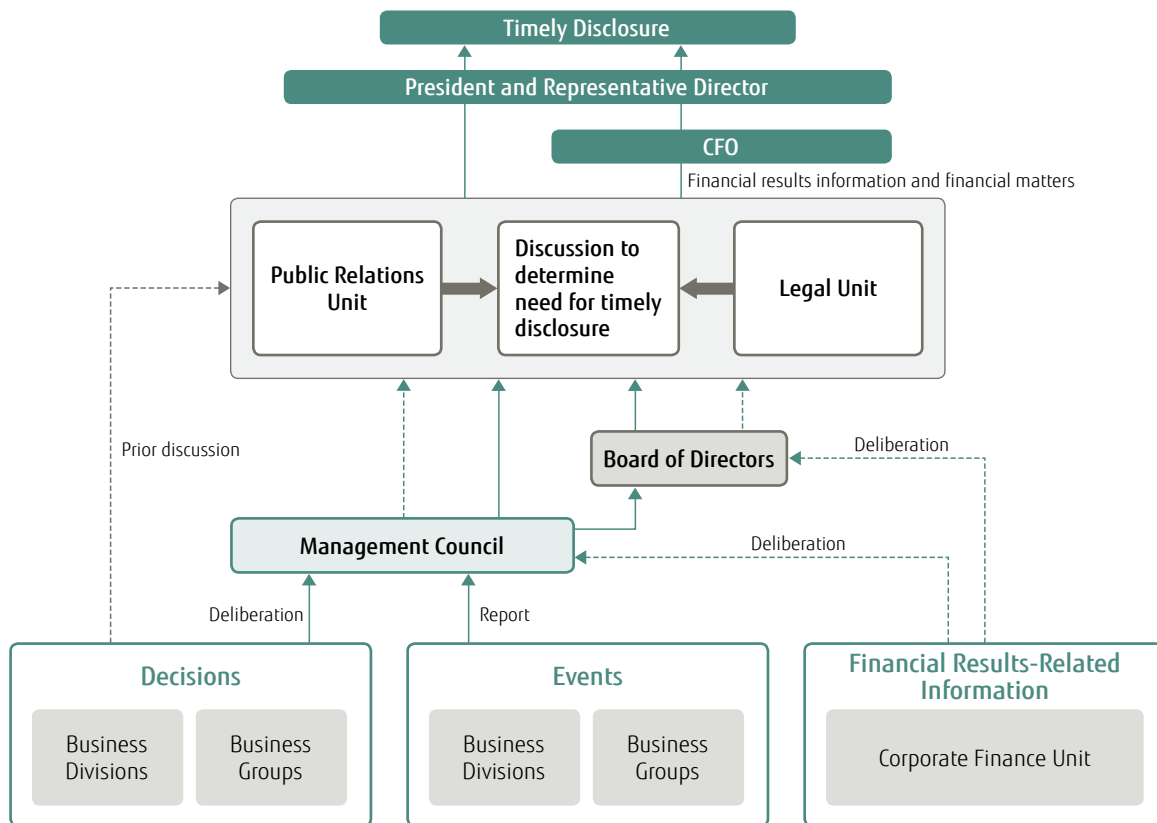 Timely Disclosure
President and Representative Director
CFO
Financial results information and financial matters
Public Relations
Unit
Discussion to
determine
need for timely
disclosure
Legal Unit
Prior discussion
Board of Directors
Deliberation
Management Council
Deliberation
Deliberation
Report
Decisions
Business
Divisions
Business
Groups
Events
Business
Divisions
Business
Groups
Financial Results-Related
Information
Corporate Finance Unit